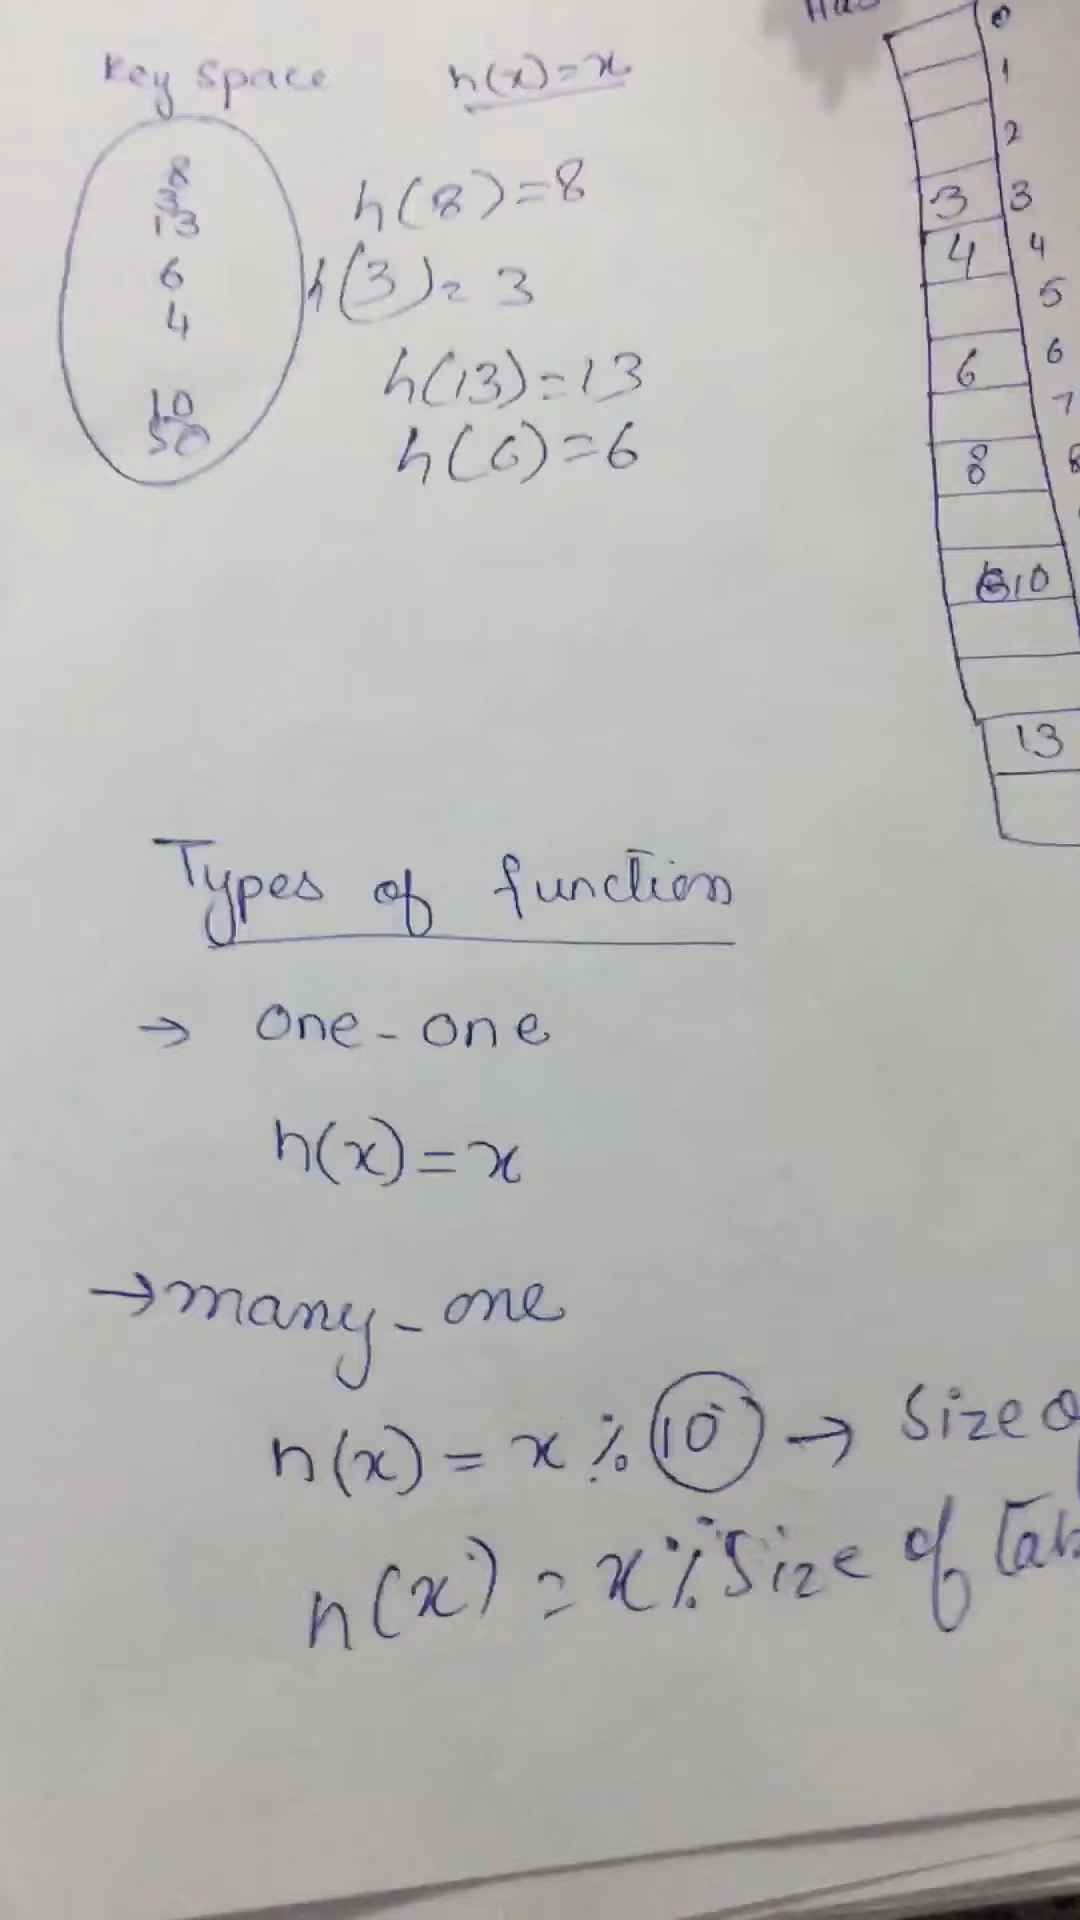 Key Space
h(x)=x
8
3
13
6
4
10
50
h(8)=8
h(3)=3
h(13)=13
h(6)=6
0
1
2
3 3
4 4
5
6 6
7
8 8
10
13
Types of function
→ one-one
h(x)=x
→ many-one
h(x) = x % 10 → Size
h(x) = x % Size of